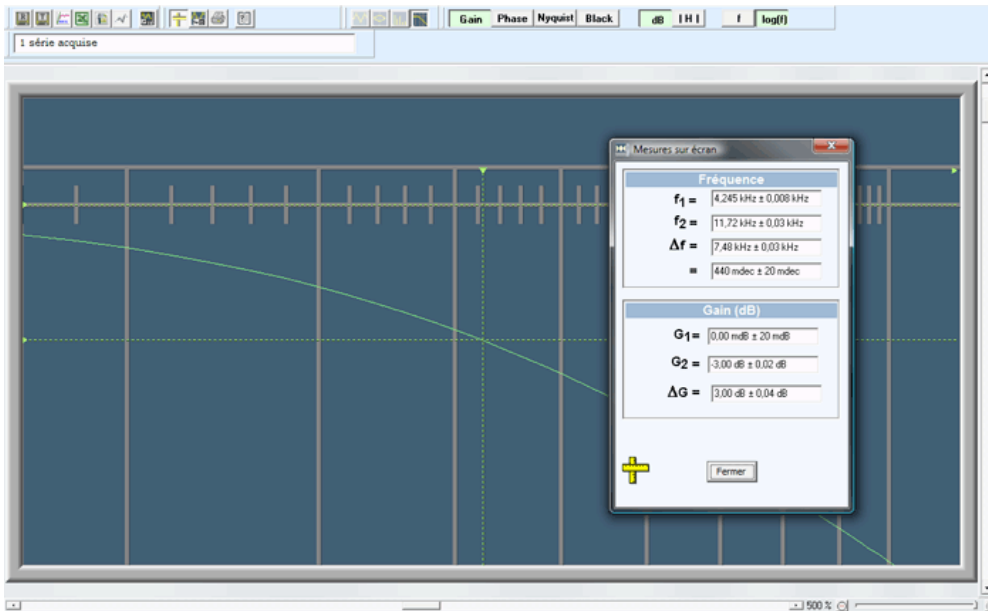 Gain Phase Nyquist Black dB |H| f log(f)
1 série acquise
Mesures sur écran
Fréquence
f1 = 4,245 kHz ± 0,008 kHz
f2 = 11,72 kHz ± 0,03 kHz
Δf = 7,48 kHz ± 0,03 kHz
= 440 mdec ± 20 mdec
Gain (dB)
G1= 0,00 mdB ± 20 mdB
G2 = -3,00 dB ± 0,02 dB
ΔG = 3,00 dB ± 0,04 dB
Fermer
500 %